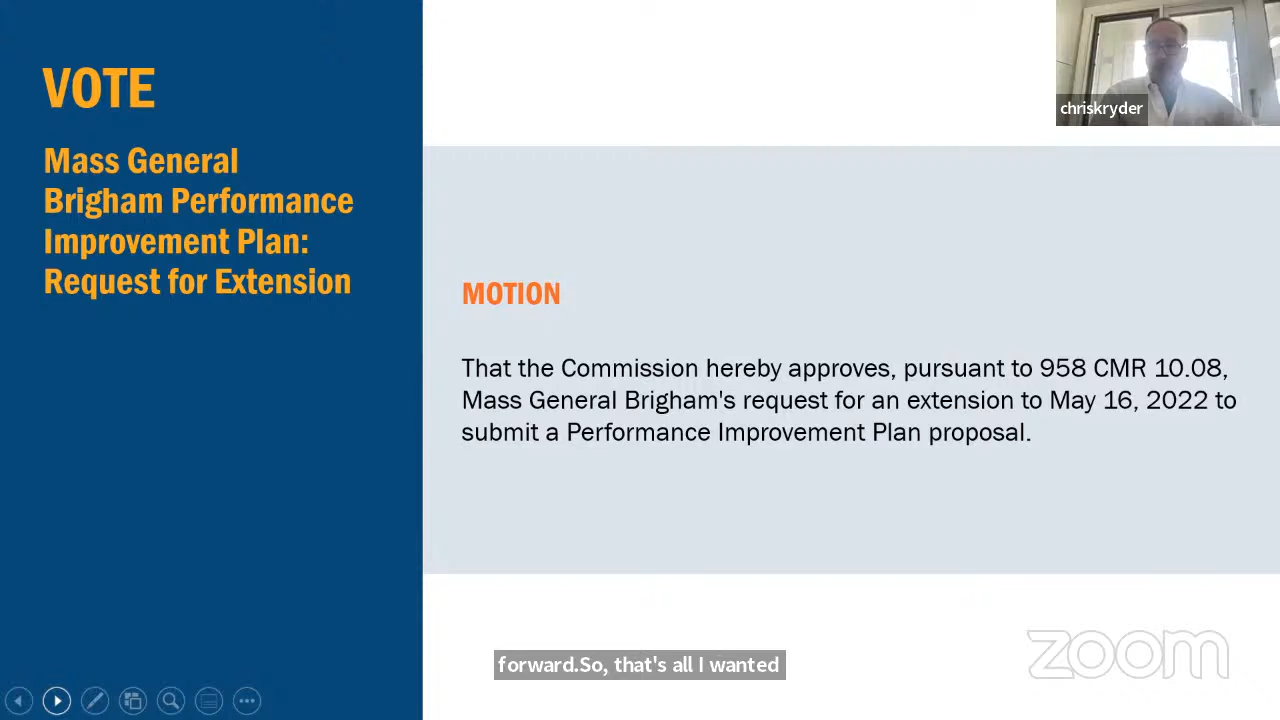 VOTE
Mass General
Brigham Performance
Improvement Plan:
Request for Extension
chriskryder
MOTION
That the Commission hereby approves, pursuant to 958 CMR 10.08,
Mass General Brigham's request for an extension to May 16, 2022 to
submit a Performance Improvement Plan proposal.
forward.So, that's all I wanted
zoom